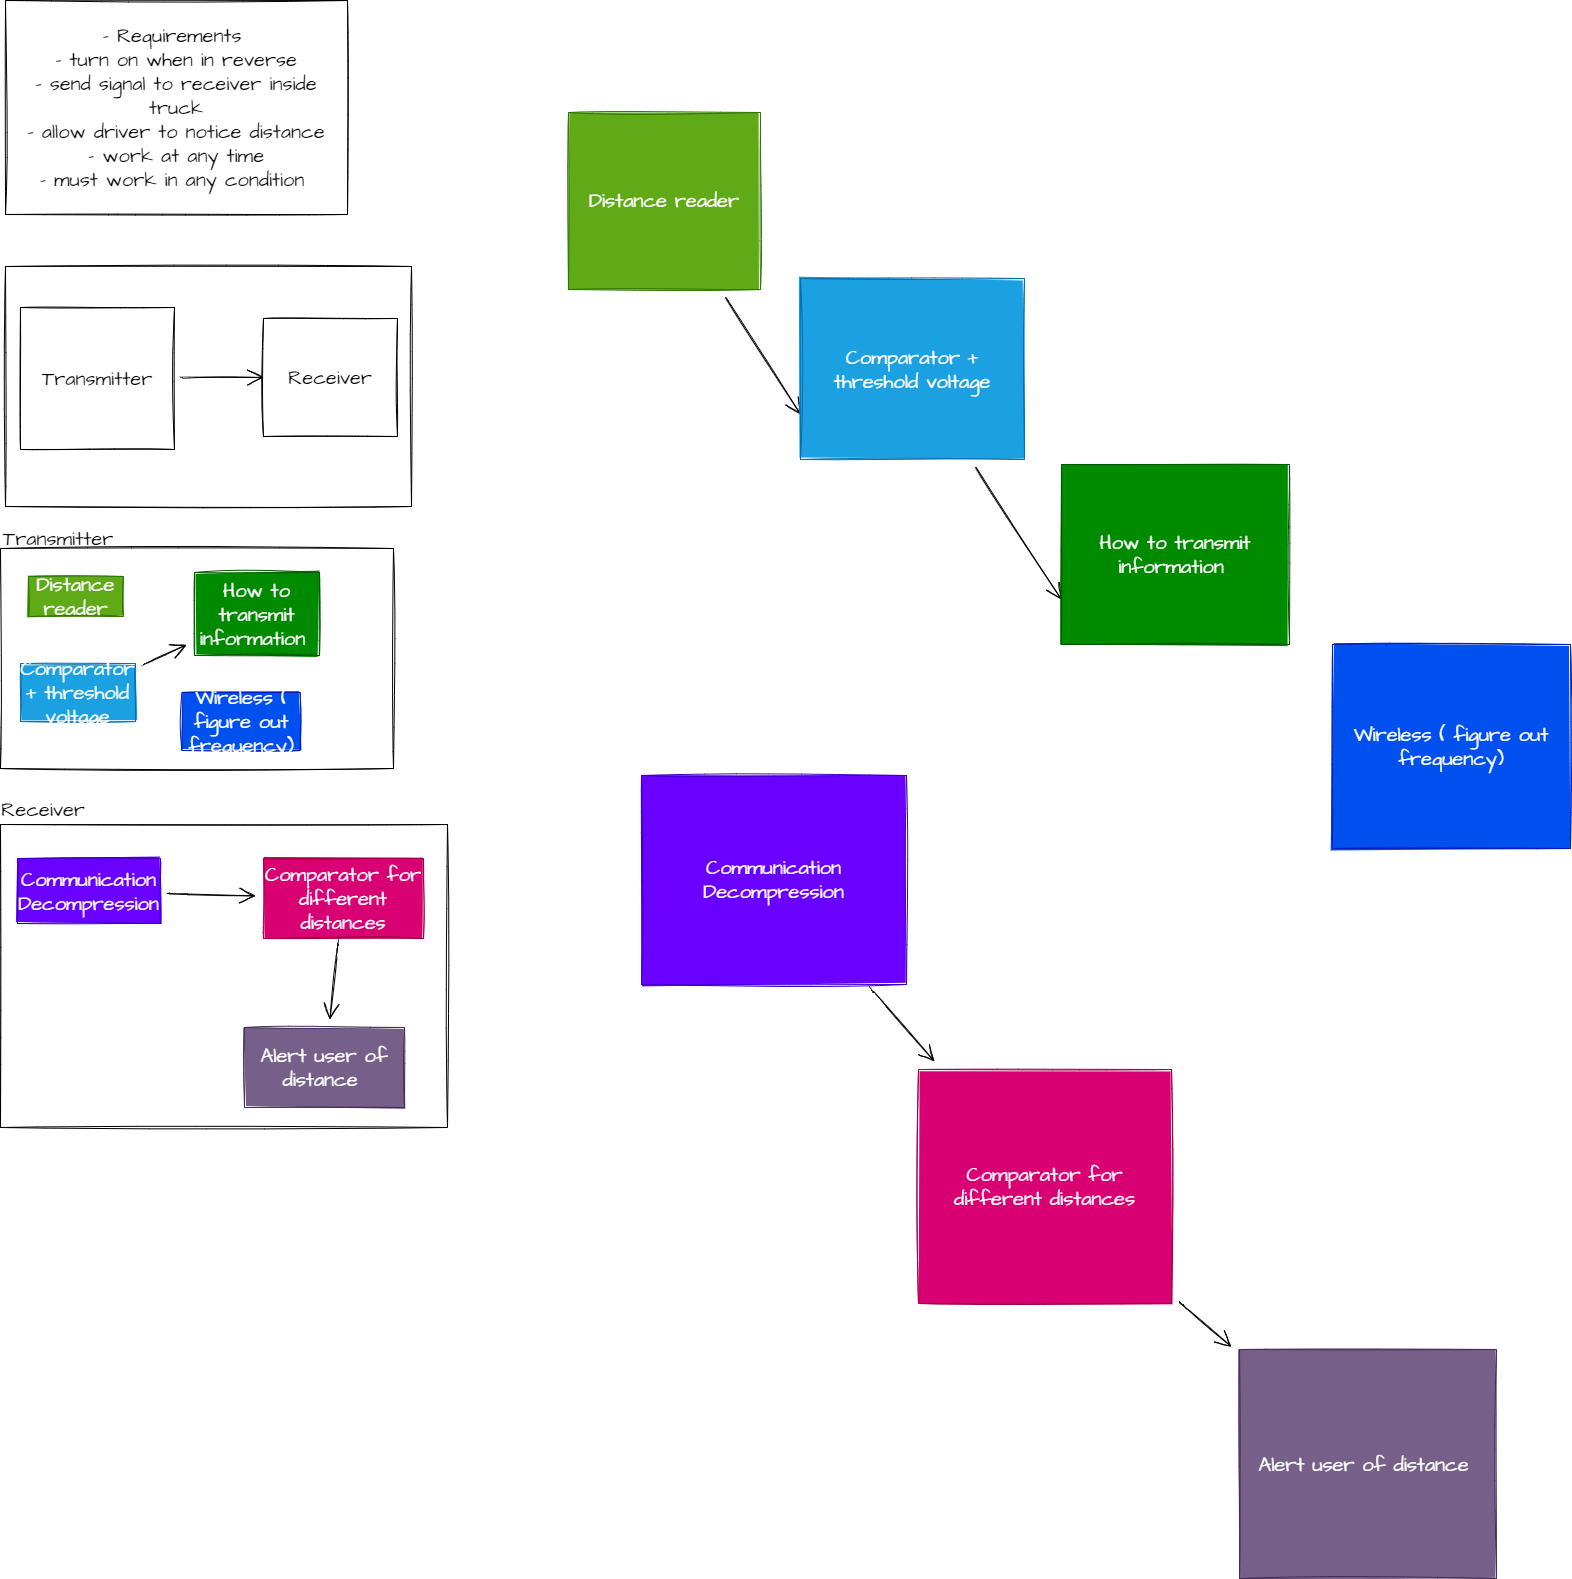 - Requirements
- turn on when in reverse
- send signal to receiver inside
truck
- allow driver to notice distance
- work at any time
- must work in any condition
Transmitter
Receiver
Transmitter
Distance
reader
How to
transmit
information
Comparator
+ threshold
voltage
Wireless (
figure out
frequency)
Receiver
Communication
Decompression
Comparator for
different
distances
Alert user of
distance
Distance reader
Comparator +
threshold voltage
How to transmit
information
Wireless ( figure out
frequency)
Communication
Decompression
Comparator for
different distances
Alert user of distance